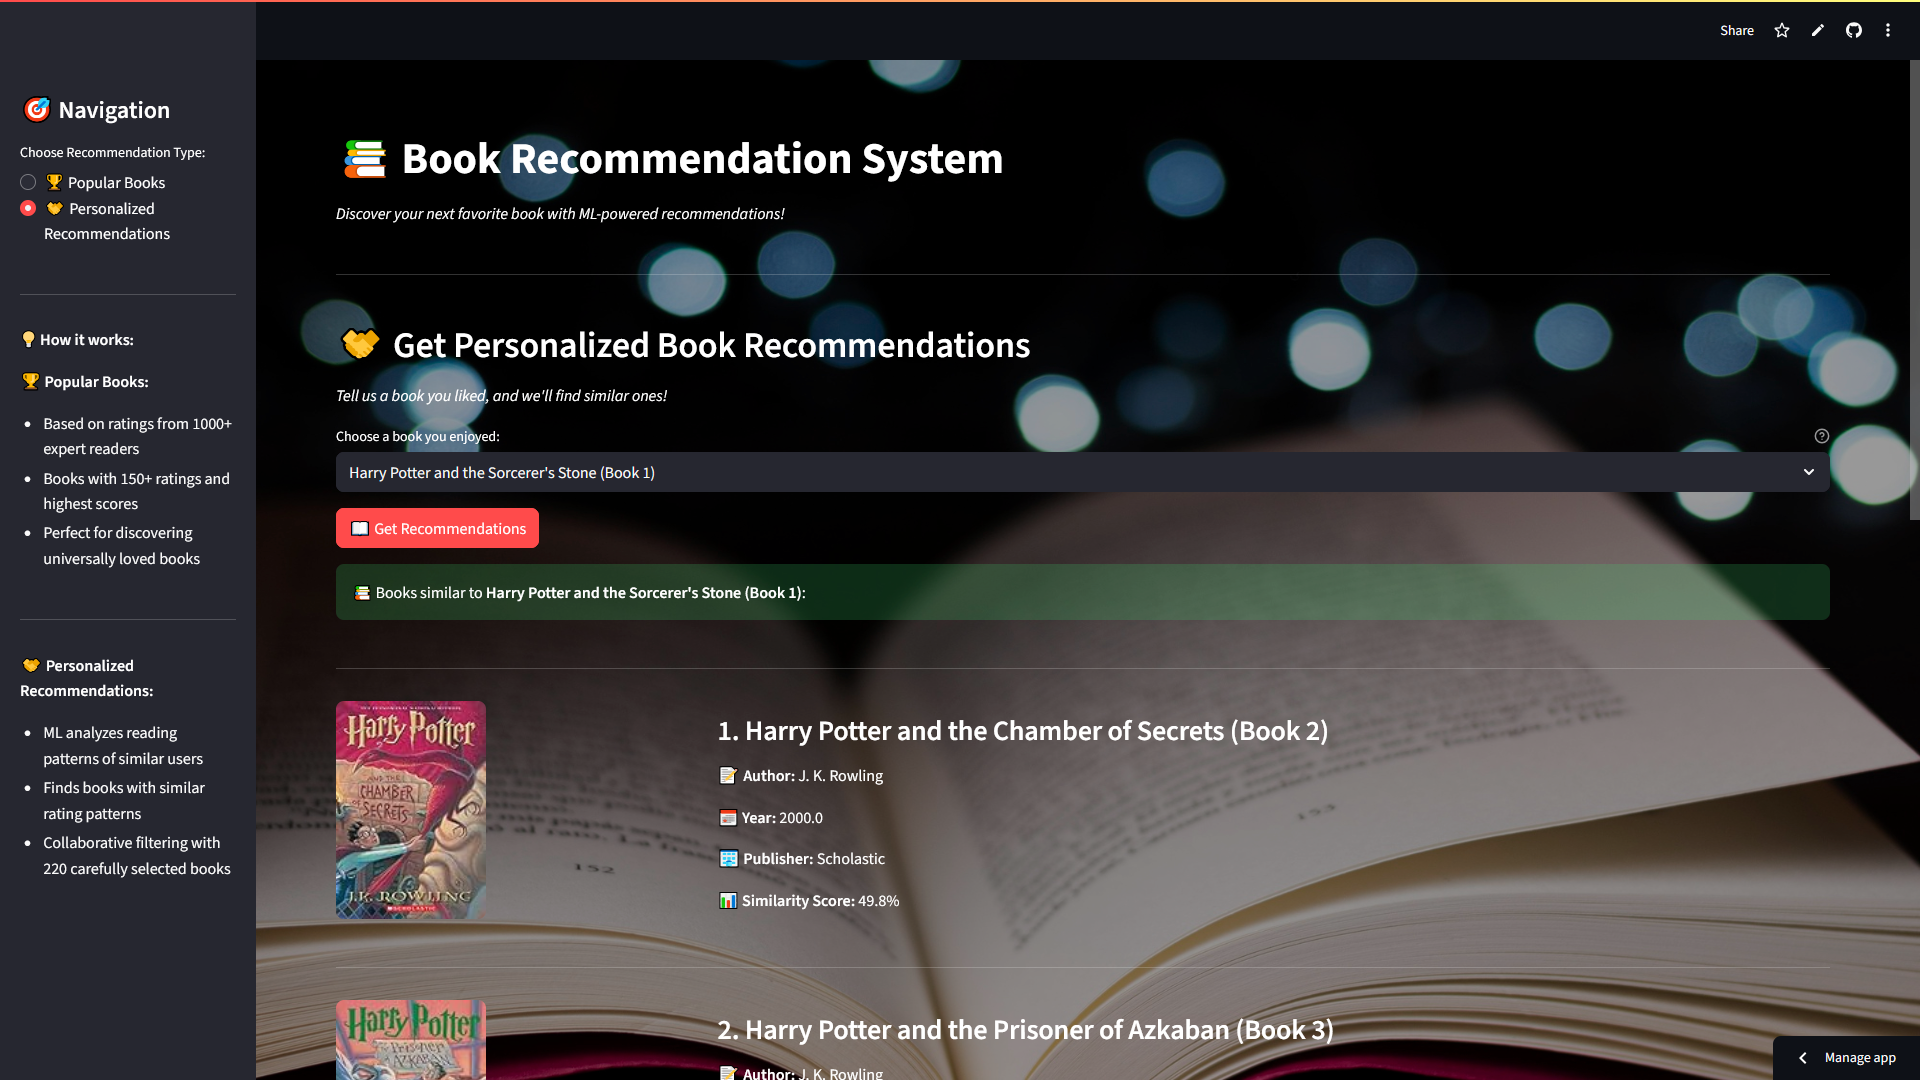 Share
Navigation
Choose Recommendation Type:
🏆 Popular Books
🤝 Personalized
Recommendations
💡 How it works:
🏆 Popular Books:
• Based on ratings from 1000+
expert readers
• Books with 150+ ratings and
highest scores
• Perfect for discovering
universally loved books
🤝 Personalized
Recommendations:
• ML analyzes reading
patterns of similar users
• Finds books with similar
rating patterns
• Collaborative filtering with
220 carefully selected books
📚 Book Recommendation System
Discover your next favorite book with ML-powered recommendations!
🤝 Get Personalized Book Recommendations
Tell us a book you liked, and we'll find similar ones!
Choose a book you enjoyed:
Harry Potter and the Sorcerer's Stone (Book 1)
📖 Get Recommendations
📚 Books similar to Harry Potter and the Sorcerer's Stone (Book 1):
Harry Potter
AND THE
CHAMBER
OF SECRETS
J.K. ROWLING
SCHOLASTIC
1. Harry Potter and the Chamber of Secrets (Book 2)
📝 Author: J. K. Rowling
📅 Year: 2000.0
🏢 Publisher: Scholastic
📊 Similarity Score: 49.8%
152
153
Harry Potter
Prisoner
AZKABAN
2. Harry Potter and the Prisoner of Azkaban (Book 3)
📝 Author: J. K. Rowling
Manage app